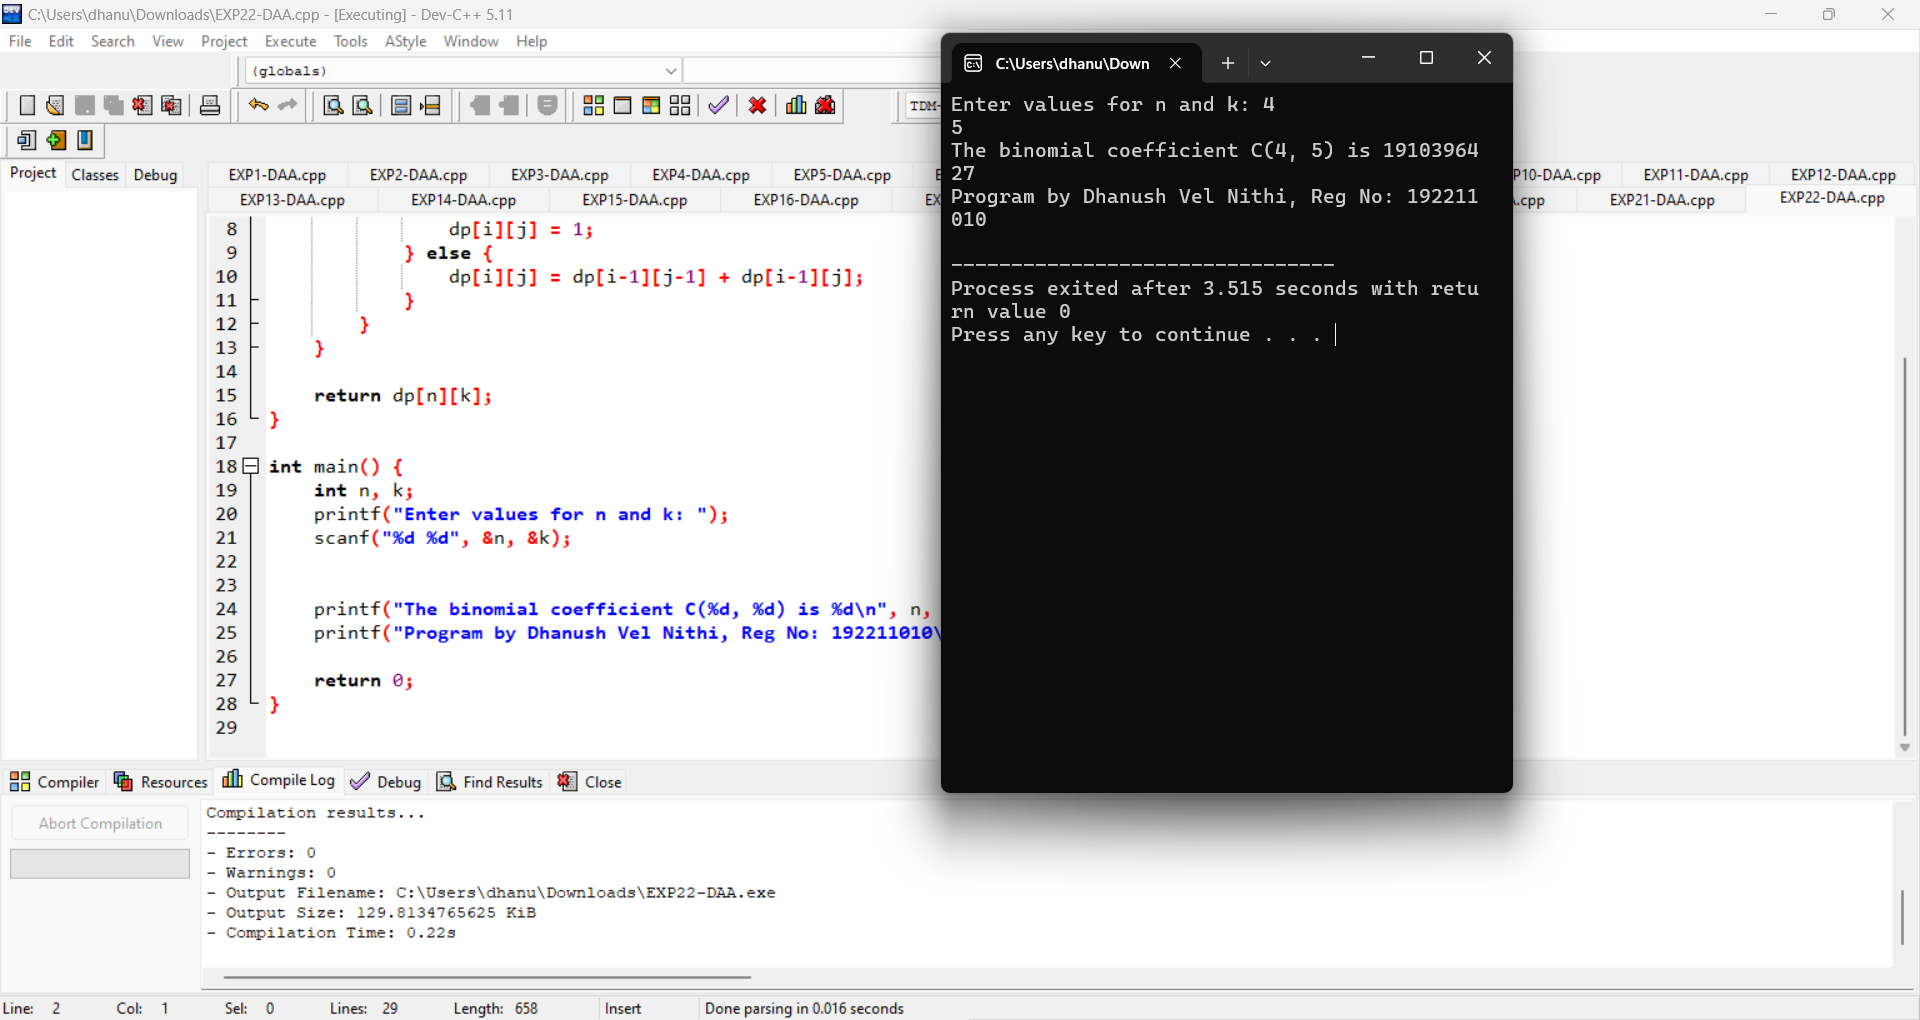 C:\Users\dhanu\Downloads\EXP22-DAA.cpp - [Executing] - Dev-C++ 5.11
File Edit Search View Project Execute Tools AStyle Window Help
(globals)
TDM-
Project Classes Debug
EXP1-DAA.cpp EXP2-DAA.cpp EXP3-DAA.cpp EXP4-DAA.cpp EXP5-DAA.cpp P10-DAA.cpp EXP11-DAA.cpp EXP12-DAA.cpp
EXP13-DAA.cpp EXP14-DAA.cpp EXP15-DAA.cpp EXP16-DAA.cpp EX .cpp EXP21-DAA.cpp EXP22-DAA.cpp
8 dp[i][j] = 1;
9 } else {
10 dp[i][j] = dp[i-1][j-1] + dp[i-1][j];
11 }
12 }
13 }
14
15 return dp[n][k];
16 }
17
18 int main() {
19 int n, k;
20 printf("Enter values for n and k: ");
21 scanf("%d %d", &n, &k);
22
23
24 printf("The binomial coefficient C(%d, %d) is %d\n", n,
25 printf("Program by Dhanush Vel Nithi, Reg No: 192211010\
26
27 return 0;
28 }
29
C:\Users\dhanu\Down
Enter values for n and k: 4
5
The binomial coefficient C(4, 5) is 19103964
27
Program by Dhanush Vel Nithi, Reg No: 192211
010
--------------------------------
Process exited after 3.515 seconds with retu
rn value 0
Press any key to continue . . .
Compiler Resources Compile Log Debug Find Results Close
Abort Compilation
Compilation results...
--------
- Errors: 0
- Warnings: 0
- Output Filename: C:\Users\dhanu\Downloads\EXP22-DAA.exe
- Output Size: 129.8134765625 KiB
- Compilation Time: 0.22s
Line: 2 Col: 1 Sel: 0 Lines: 29 Length: 658 Insert Done parsing in 0.016 seconds